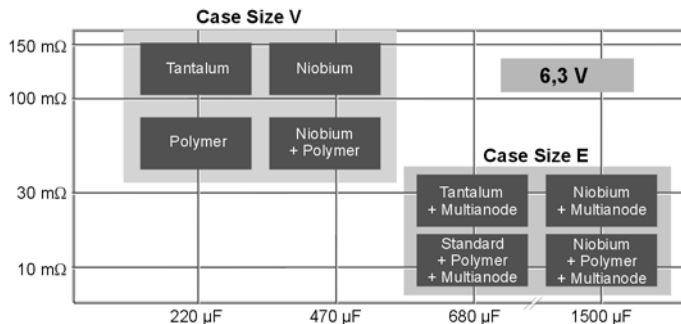 Case Size V
150 mΩ
Tantalum
Niobium
6,3 V
100 mΩ
Polymer
Niobium
+ Polymer
Case Size E
30 mΩ
Tantalum
+ Multianode
Niobium
+ Multianode
Standard
+ Polymer
+ Multianode
Niobium
+ Polymer
+ Multianode
10 mΩ
220 µF
470 µF
680 µF
1500 µF